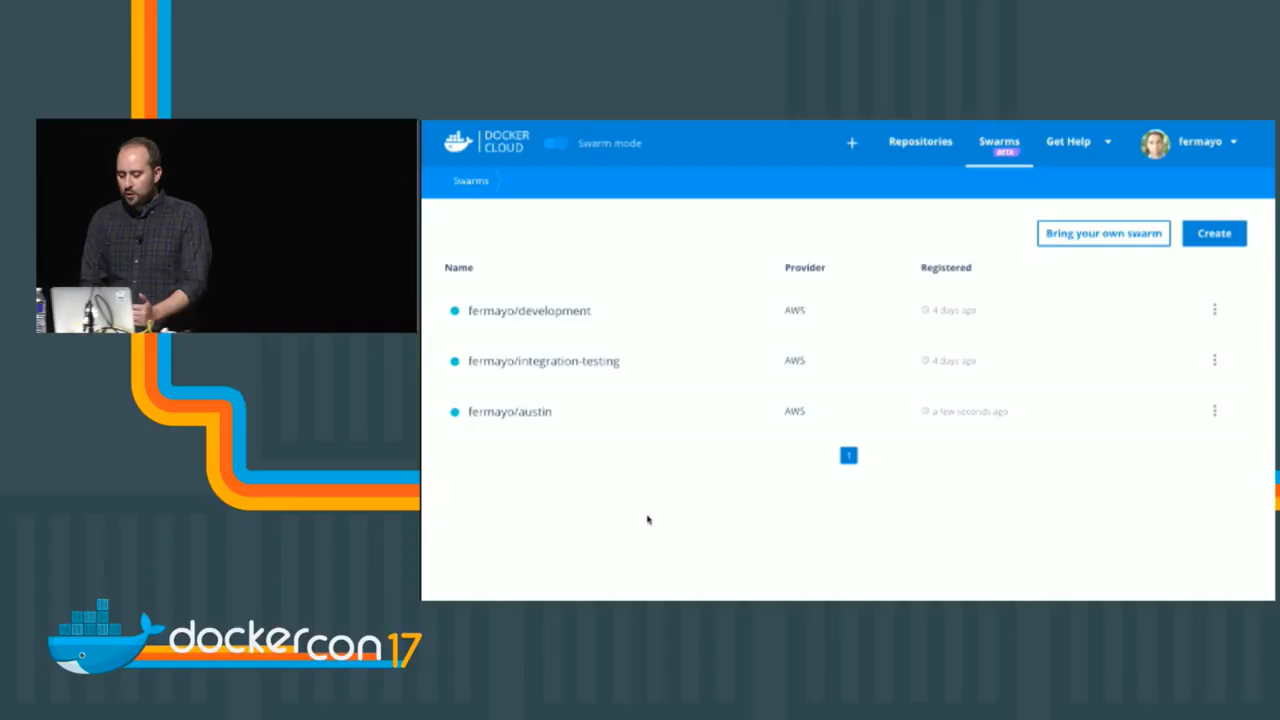 DOCKER
CLOUD
Swarm mode
+
Repositories
Swarms
BETA
Get Help
fermayo
Swarms
Bring your own swarm
Create
Name
Provider
Registered
fermayo/development
AWS
4 days ago
fermayo/integration-testing
AWS
4 days ago
fermayo/austin
AWS
a few seconds ago
1
dockercon17